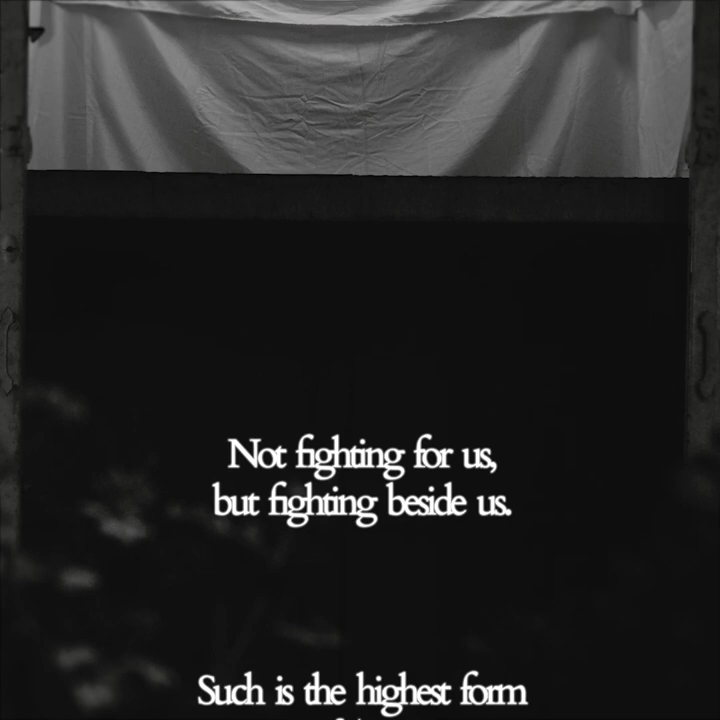 Not fighting for us,
but fighting beside us.
Such is the highest form